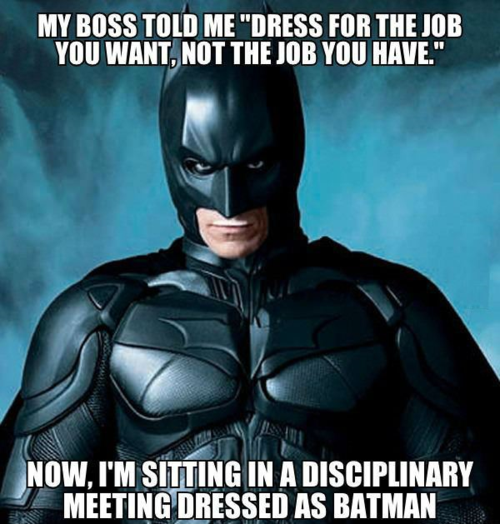 MY BOSS TOLD ME "DRESS FOR THE JOB
YOU WANT, NOT THE JOB YOU HAVE."
NOW, I'M SITTING IN A DISCIPLINARY
MEETING DRESSED AS BATMAN